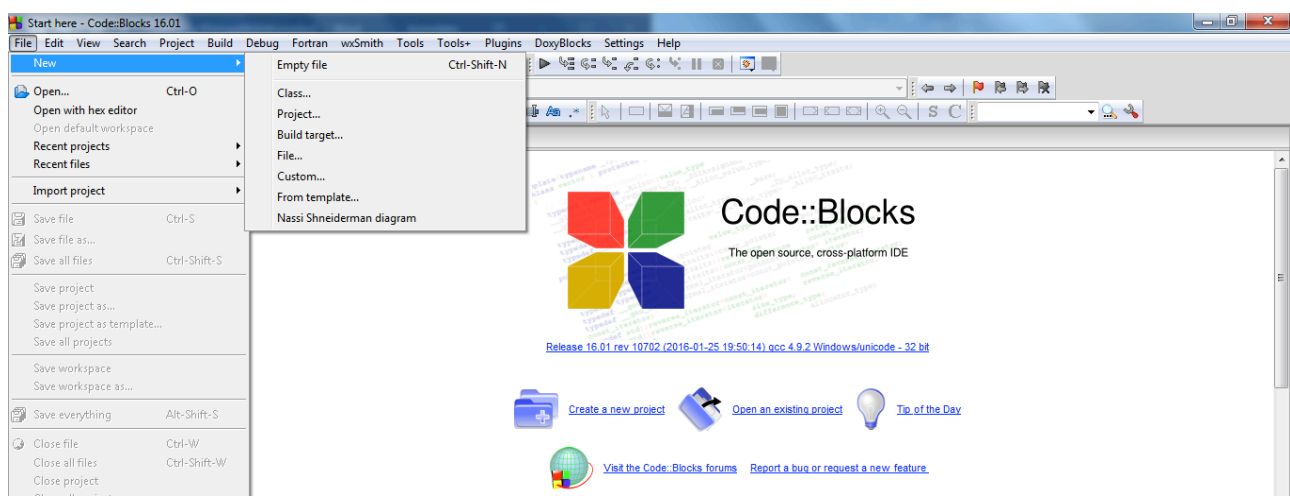 Start here - Code::Blocks 16.01
File Edit View Search Project Build Debug Fortran wxSmith Tools Tools+ Plugins DoxyBlocks Settings Help
New
Empty file Ctrl-Shift-N
Open... Ctrl-O
Class...
Open with hex editor
Project...
Open default workspace
Build target...
Recent projects
File...
Recent files
Custom...
Import project
From template...
Save file Ctrl-S
Nassi Shneiderman diagram
Save file as...
Save all files Ctrl-Shift-S
Save project
Save project as...
Save project as template...
Save all projects
Save workspace
Save workspace as...
Save everything Alt-Shift-S
Close file Ctrl-W
Close all files Ctrl-Shift-W
Close project
S C
Code::Blocks
The open source, cross-platform IDE
Release 16.01 rev 10702 (2016-01-25 19:50:14) gcc 4.9.2 Windows/unicode - 32 bit
Create a new project Open an existing project Tip of the Day
Visit the Code::Blocks forums Report a bug or request a new feature